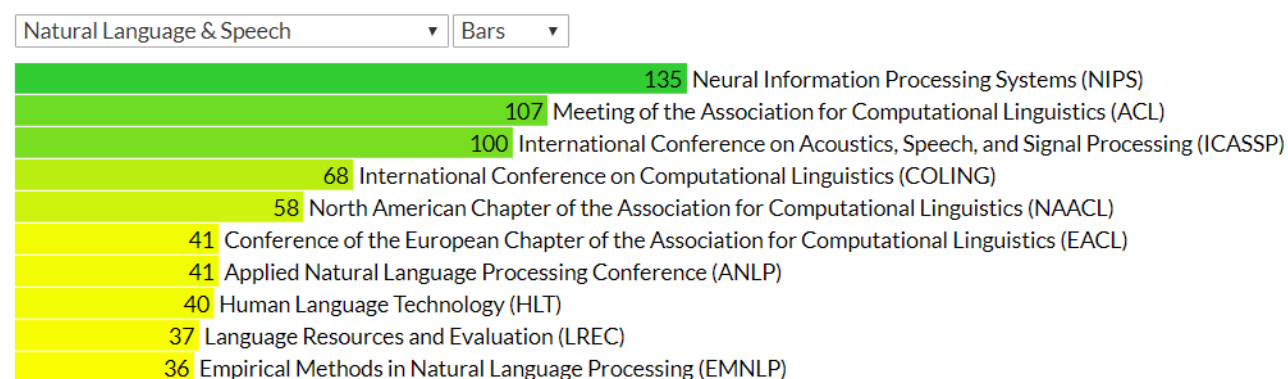 Natural Language & Speech ▼ Bars ▼
135 Neural Information Processing Systems (NIPS)
107 Meeting of the Association for Computational Linguistics (ACL)
100 International Conference on Acoustics, Speech, and Signal Processing (ICASSP)
68 International Conference on Computational Linguistics (COLING)
58 North American Chapter of the Association for Computational Linguistics (NAACL)
41 Conference of the European Chapter of the Association for Computational Linguistics (EACL)
41 Applied Natural Language Processing Conference (ANLP)
40 Human Language Technology (HLT)
37 Language Resources and Evaluation (LREC)
36 Empirical Methods in Natural Language Processing (EMNLP)